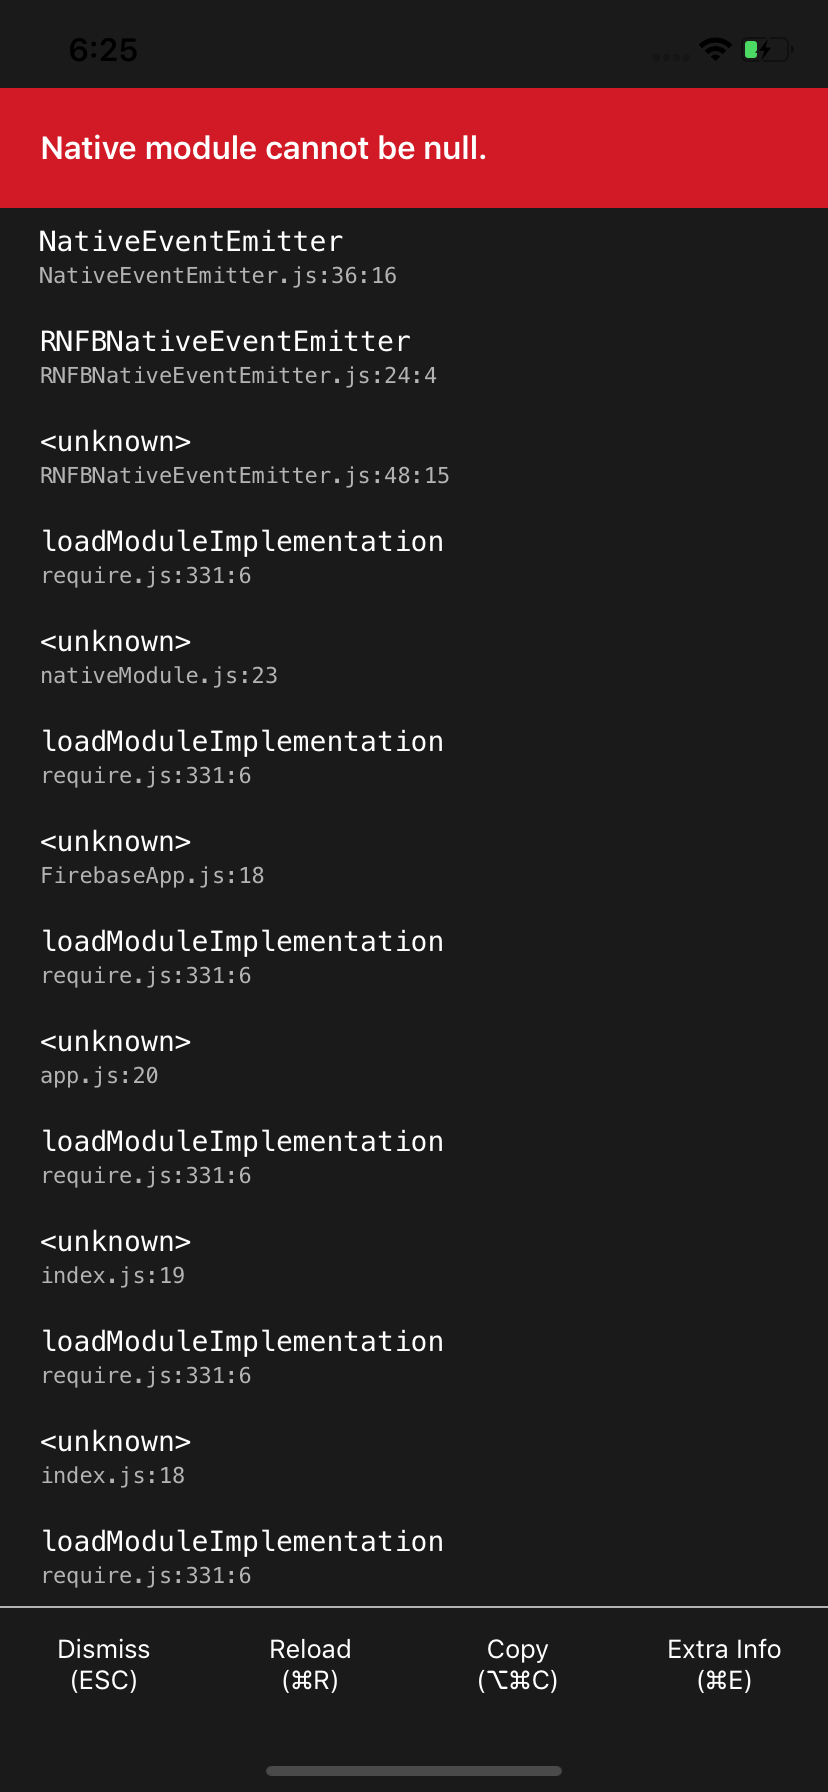 6:25
Native module cannot be null.
NativeEventEmitter
NativeEventEmitter.js:36:16
RNFBNativeEventEmitter
RNFBNativeEventEmitter.js:24:4
<unknown>
RNFBNativeEventEmitter.js:48:15
loadModuleImplementation
require.js:331:6
<unknown>
nativeModule.js:23
loadModuleImplementation
require.js:331:6
<unknown>
FirebaseApp.js:18
loadModuleImplementation
require.js:331:6
<unknown>
app.js:20
loadModuleImplementation
require.js:331:6
<unknown>
index.js:19
loadModuleImplementation
require.js:331:6
<unknown>
index.js:18
loadModuleImplementation
require.js:331:6
Dismiss Reload Copy Extra Info
(ESC) (⌘R) (⌥⌘C) (⌘E)